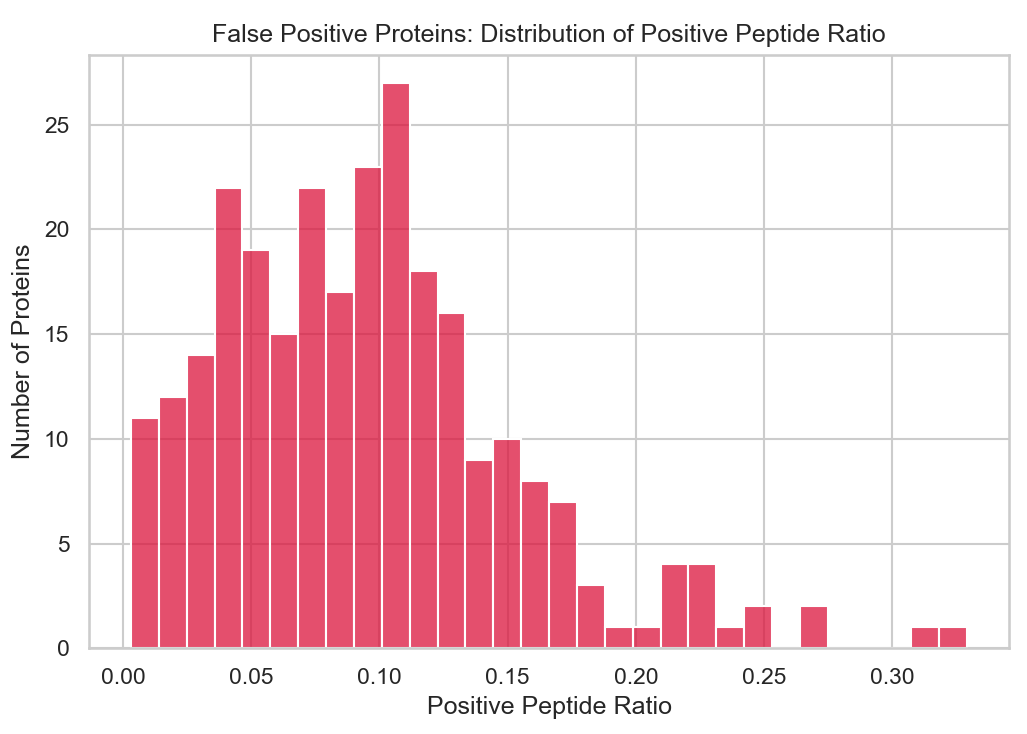 False Positive Proteins: Distribution of Positive Peptide Ratio
Number of Proteins
25
20
15
10
5
0
0.00 0.05 0.10 0.15 0.20 0.25 0.30
Positive Peptide Ratio